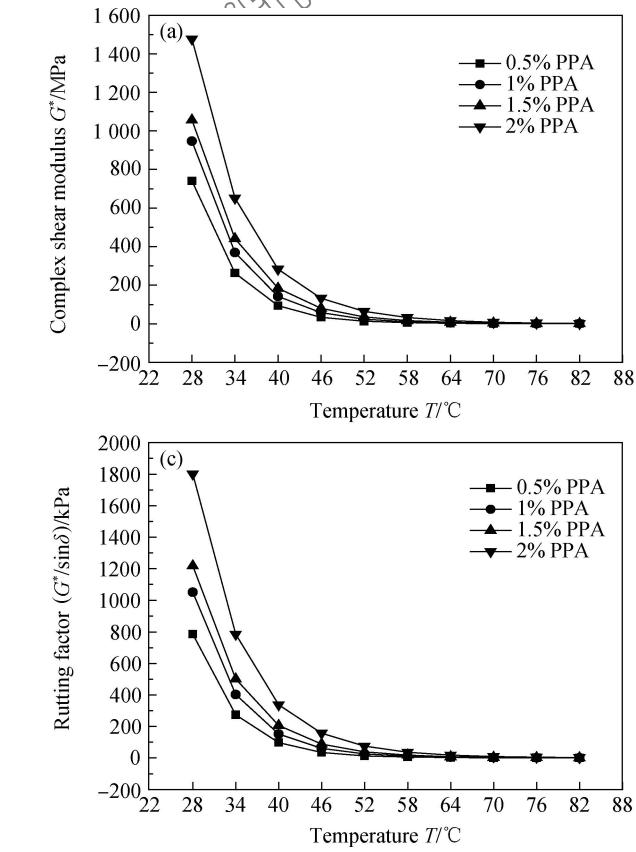 (a)
1 600
1 400
1 200
1 000
800
600
400
200
0
–200
Complex shear modulus G*/MPa
0.5% PPA
1% PPA
1.5% PPA
2% PPA
22 28 34 40 46 52 58 64 70 76 82 88
Temperature T/℃
(c)
2000
1800
1600
1400
1200
1000
800
600
400
200
0
–200
Rutting factor (G*/sinδ)/kPa
0.5% PPA
1% PPA
1.5% PPA
2% PPA
22 28 34 40 46 52 58 64 70 76 82 88
Temperature T/℃